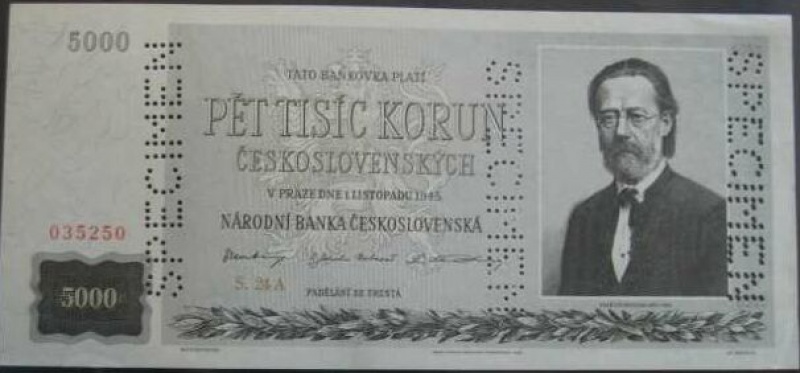 5000
SPECIMEN
TATO BANKOVKA PLATÍ
PĚT TISÍC KORUN
ČESKOSLOVENSKÝCH
V PRAZE DNE 1. LISTOPADU 1945
NÁRODNÍ BANKA ČESKOSLOVENSKÁ
035250
S. 24 A
5000
PADĚLÁNÍ SE TRESTÁ
SPECIMEN
SPECIMEN